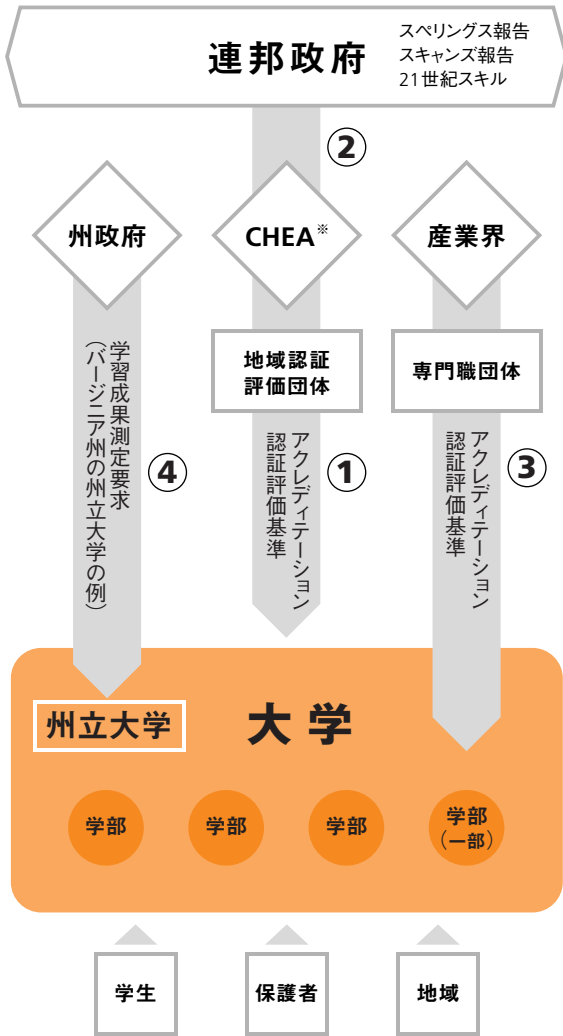 連邦政府
スペリングス報告
スキャンズ報告
21世紀スキル
②
州政府
CHEA※
産業界
地域認証
評価団体
専門職団体
学習成果測定要求
（バージニア州の州立大学の例）
④
アクレディテーション
認証評価基準
①
アクレディテーション
認証評価基準
③
州立大学
大学
学部
学部
学部
学部
（一部）
学生
保護者
地域